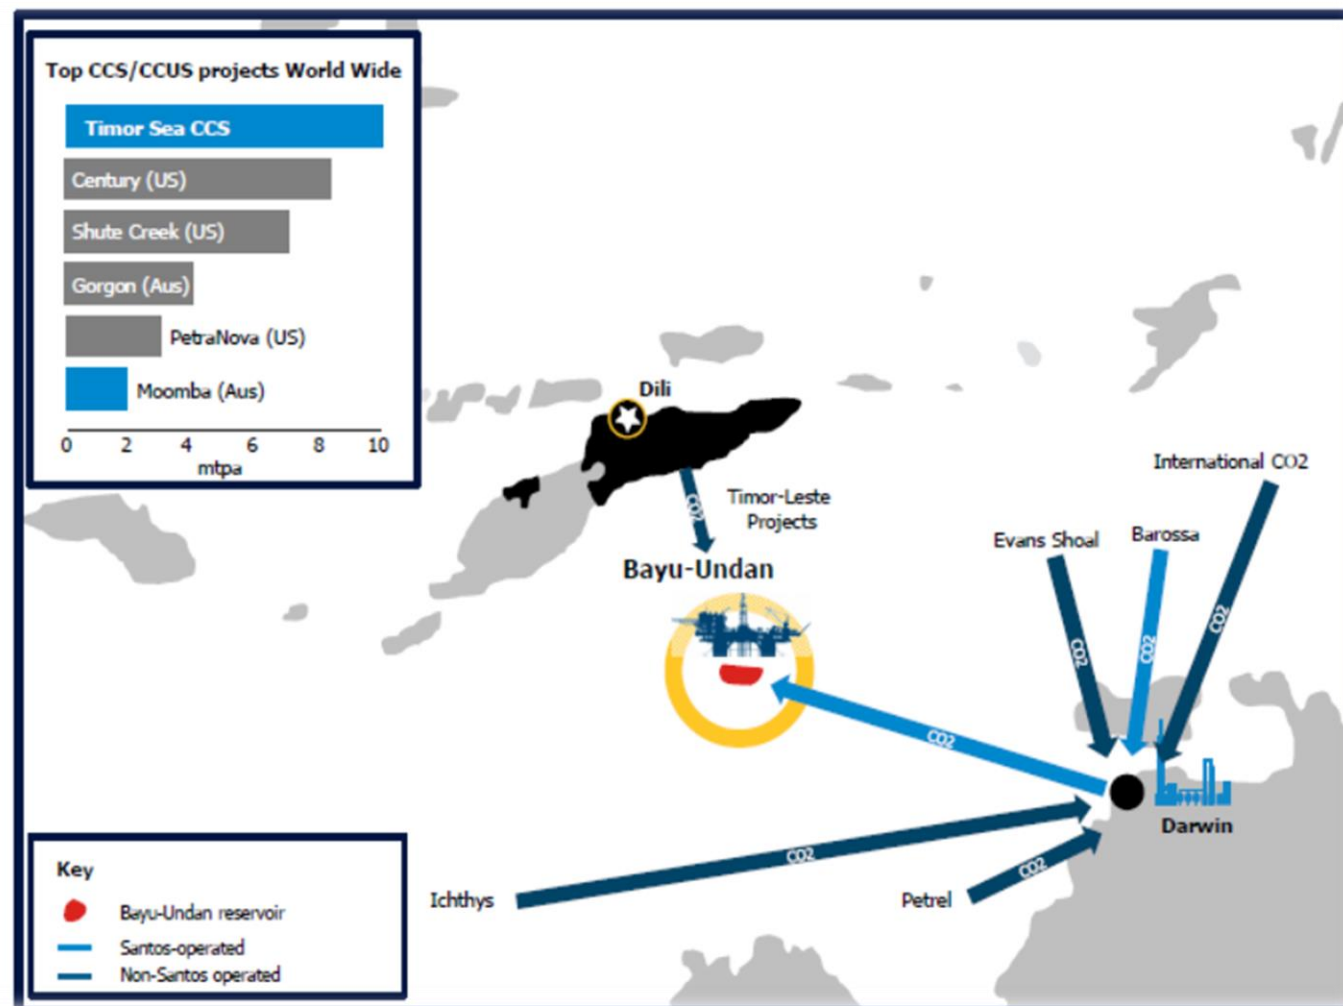 Top CCS/CCUS projects World Wide
Timor Sea CCS
Century (US)
Shute Creek (US)
Gorgon (Aus)
PetraNova (US)
Moomba (Aus)
0 2 4 6 8 10
mtpa
Dili
CO2
Timor-Leste
Projects
Bayu-Undan
International CO2
Evans Shoal
Barossa
CO2
CO2
CO2
CO2
Darwin
CO2
CO2
Ichthys
Petrel
Key
Bayu-Undan reservoir
Santos-operated
Non-Santos operated